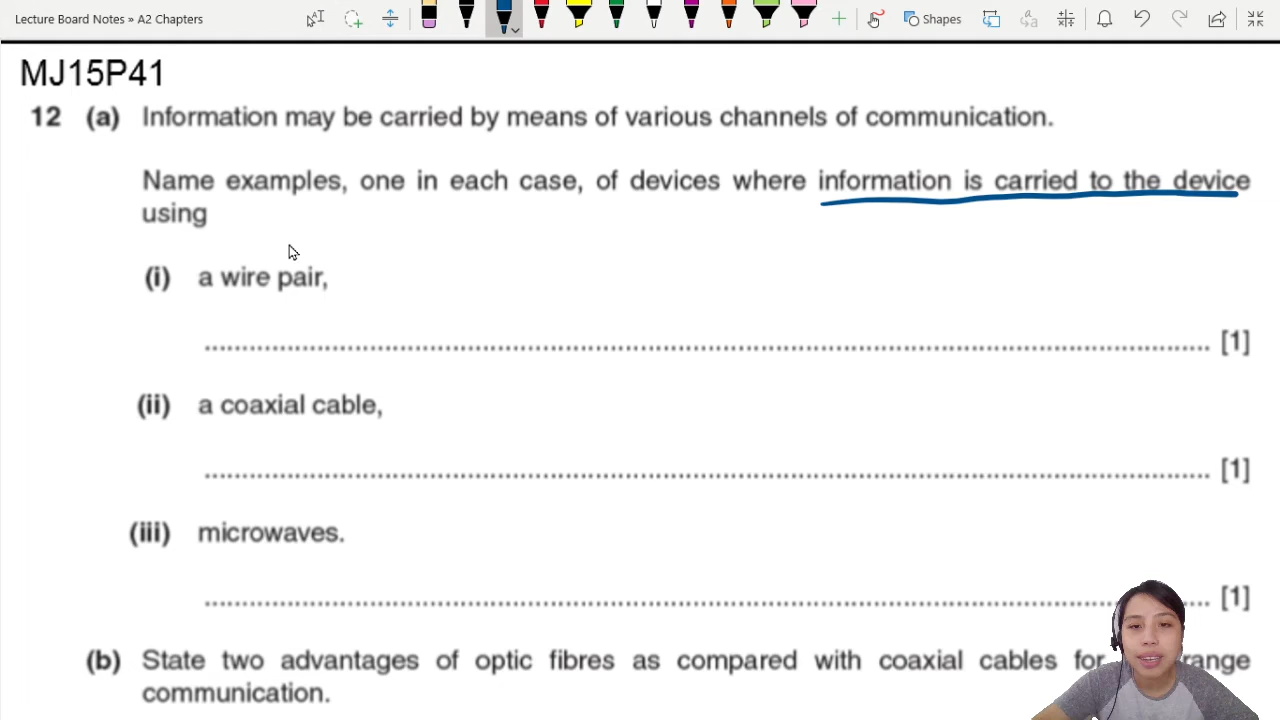 Lecture Board Notes » A2 Chapters
Shapes
MJ15P41
12 (a) Information may be carried by means of various channels of communication.
Name examples, one in each case, of devices where information is carried to the device
using
(i) a wire pair,
[1]
(ii) a coaxial cable,
[1]
(iii) microwaves.
[1]
(b) State two advantages of optic fibres as compared with coaxial cables for range
communication.